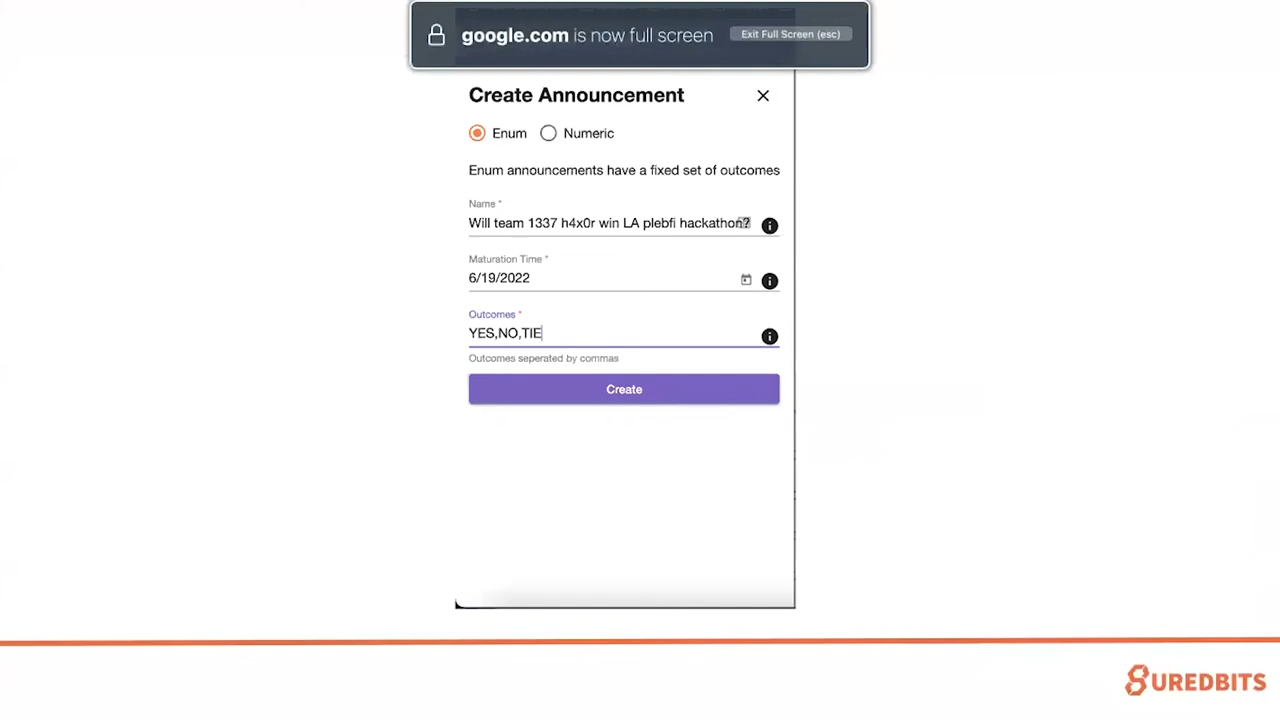 google.com is now full screen Exit Full Screen (esc)
Create Announcement
Enum Numeric
Enum announcements have a fixed set of outcomes
Name *
Will team 1337 h4x0r win LA plebfi hackathon?
Maturation Time *
6/19/2022
Outcomes *
YES,NO,TIE
Outcomes seperated by commas
Create
SUREDBITS